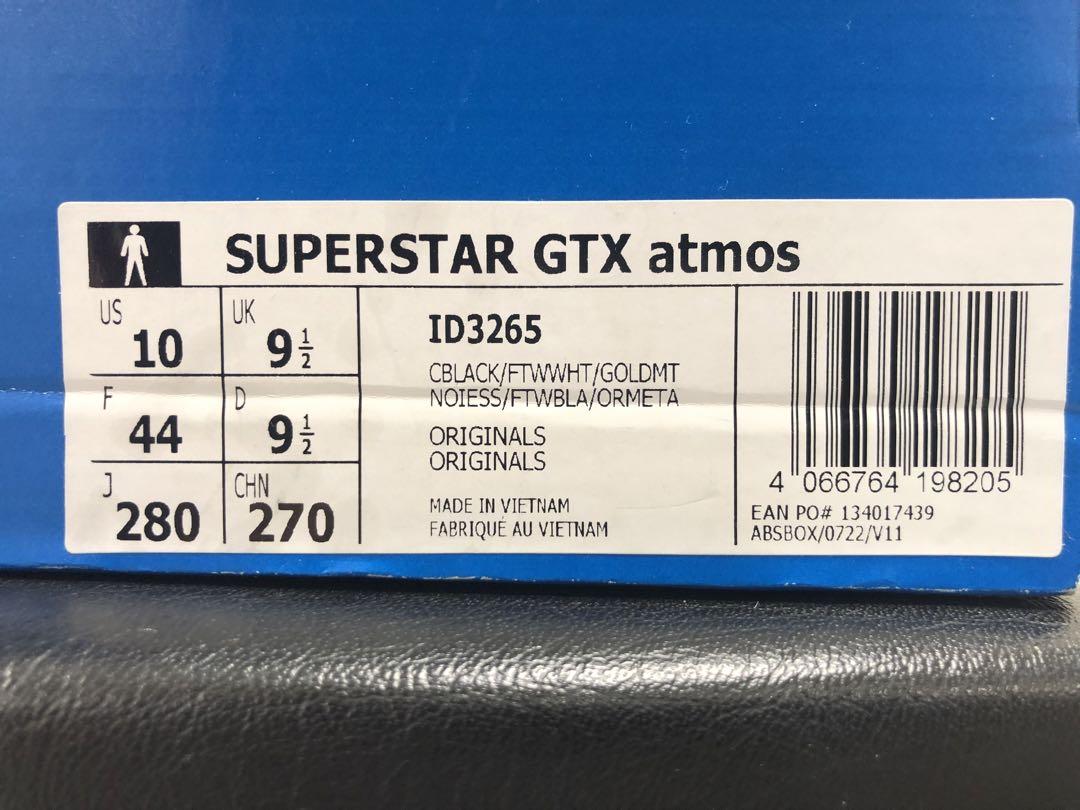 SUPERSTAR GTX atmos
US 10
UK 9 1/2
F 44
D 9 1/2
J 280
CHN 270
ID3265
CBLACK/FTWWHT/GOLDMT
NOIESS/FTWBLA/ORMETA
ORIGINALS
ORIGINALS
MADE IN VIETNAM
FABRIQUÉ AU VIETNAM
4 066764 198205
EAN PO# 134017439
ABSBOX/0722/V11